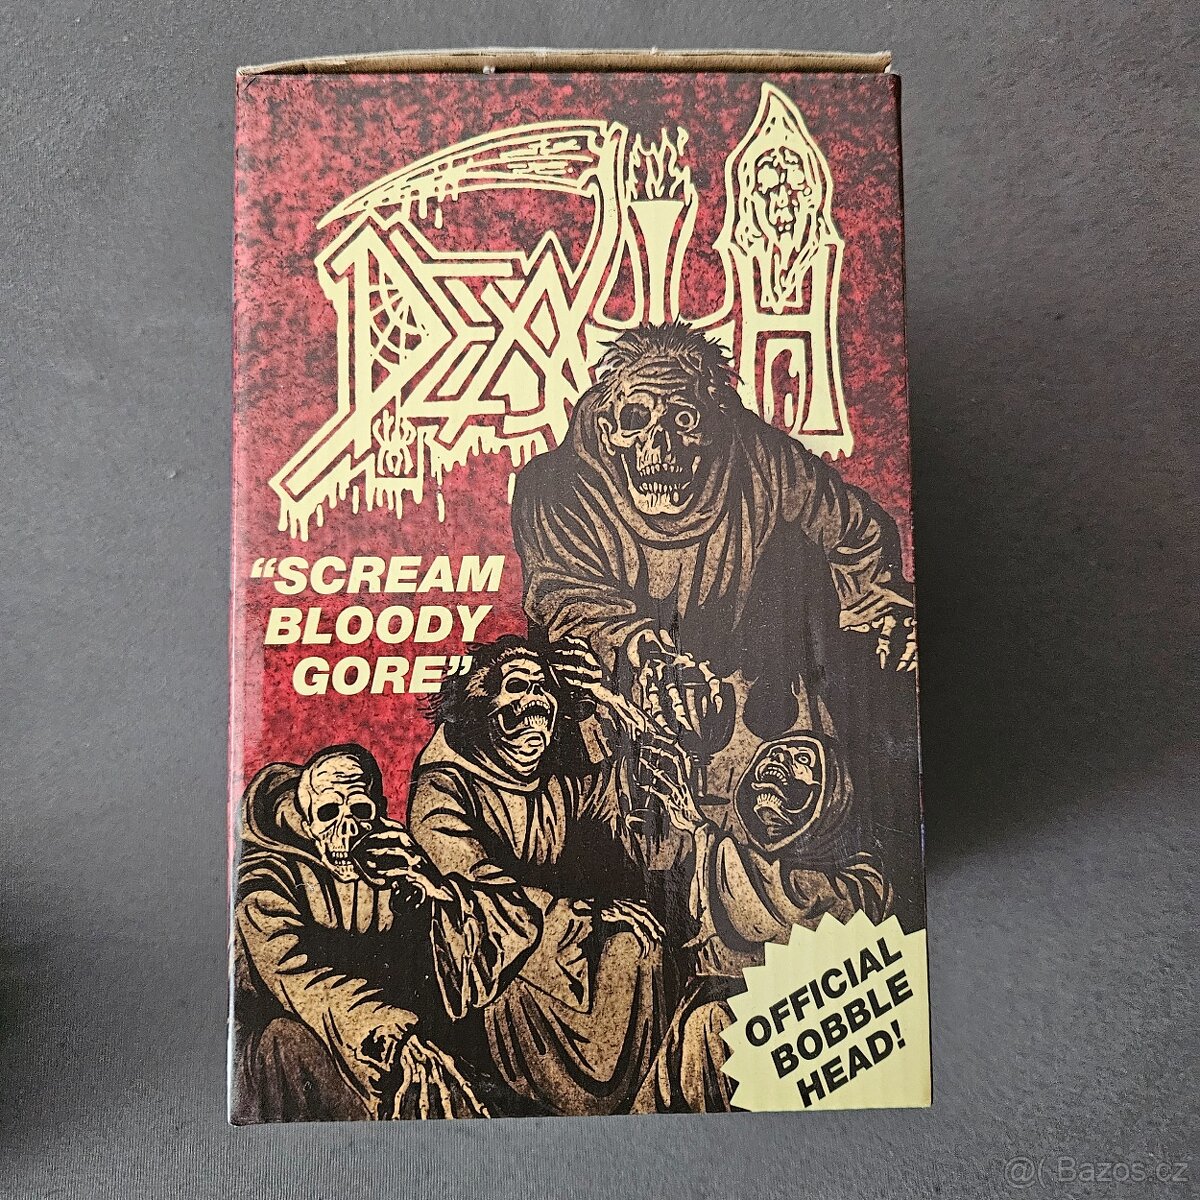 DEATH
“SCREAM
BLOODY
GORE”
OFFICIAL
BOBBLE
HEAD!
@( Bazos.cz